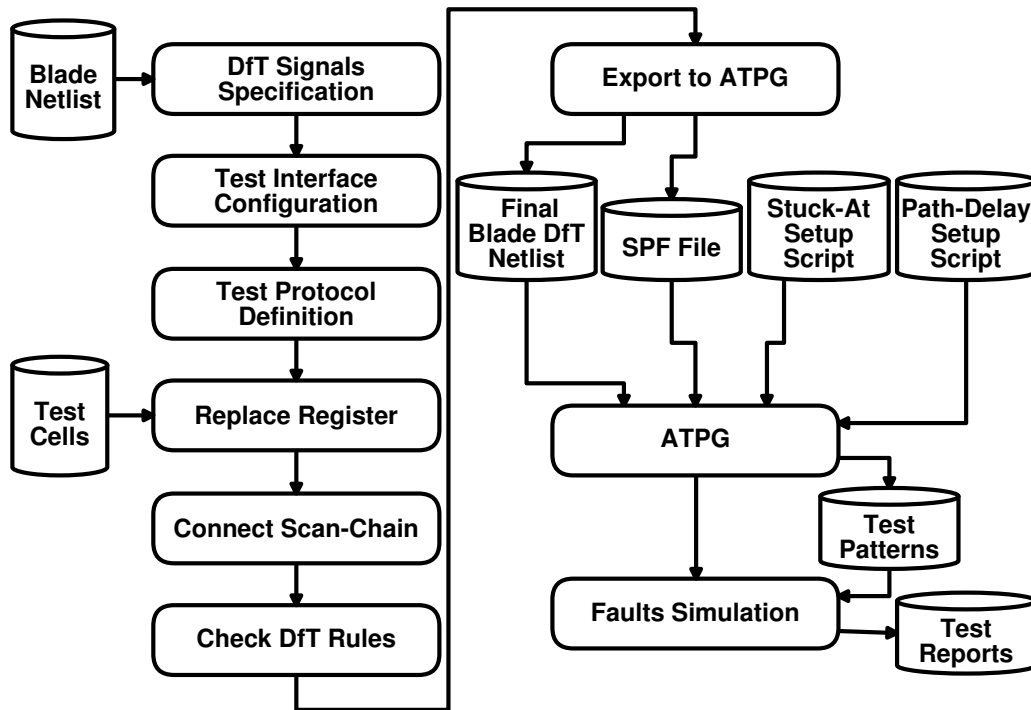 Blade
Netlist
DfT Signals
Specification
Test Interface
Configuration
Test Protocol
Definition
Test
Cells
Replace Register
Connect Scan-Chain
Check DfT Rules
Export to ATPG
Final
Blade DfT
Netlist
SPF File
Stuck-At
Setup
Script
Path-Delay
Setup
Script
ATPG
Test
Patterns
Faults Simulation
Test
Reports